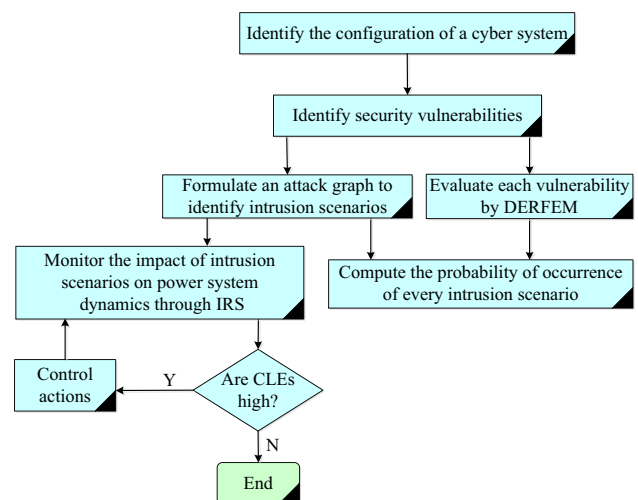 Identify the configuration of a cyber system
Identify security vulnerabilities
Formulate an attack graph to
identify intrusion scenarios
Evaluate each vulnerability
by DERFEM
Monitor the impact of intrusion
scenarios on power system
dynamics through IRS
Compute the probability of occurrence
of every intrusion scenario
Control
actions
Y
Are CLEs
high?
N
End